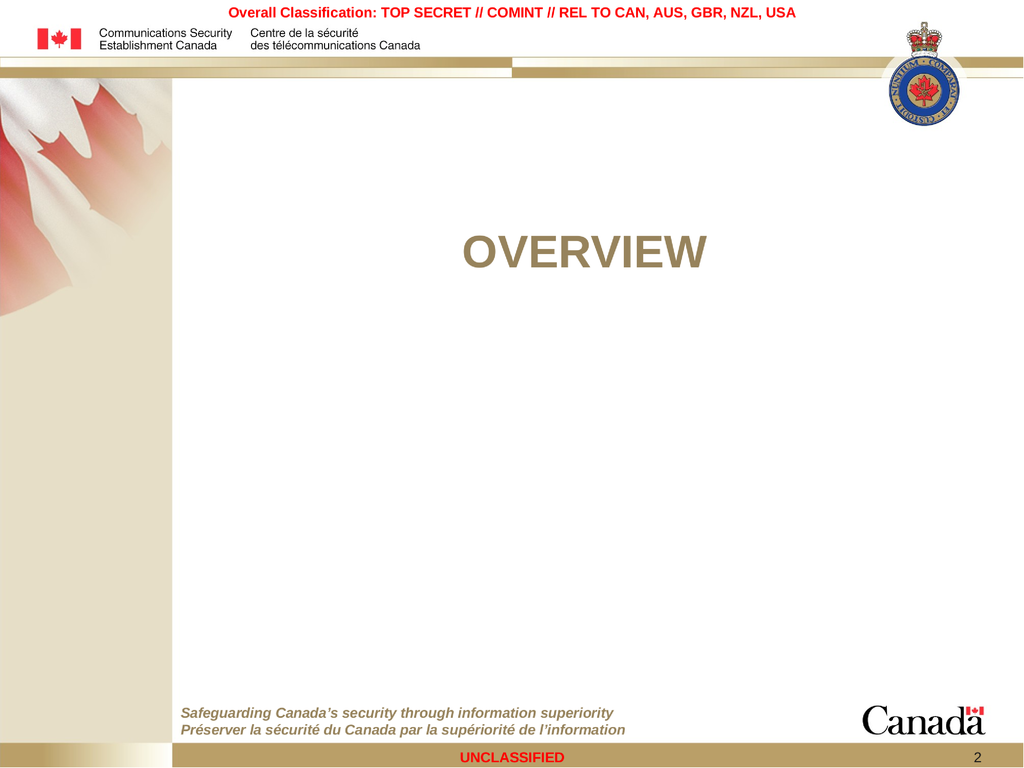 Overall Classification: TOP SECRET // COMINT // REL TO CAN, AUS, GBR, NZL, USA
Communications Security
Establishment Canada
Centre de la sécurité
des télécommunications Canada
NUNTIUM · COMPARAT · ET · CUSTODIT
OVERVIEW
Safeguarding Canada’s security through information superiority
Préserver la sécurité du Canada par la supériorité de l’information
Canada
UNCLASSIFIED
2